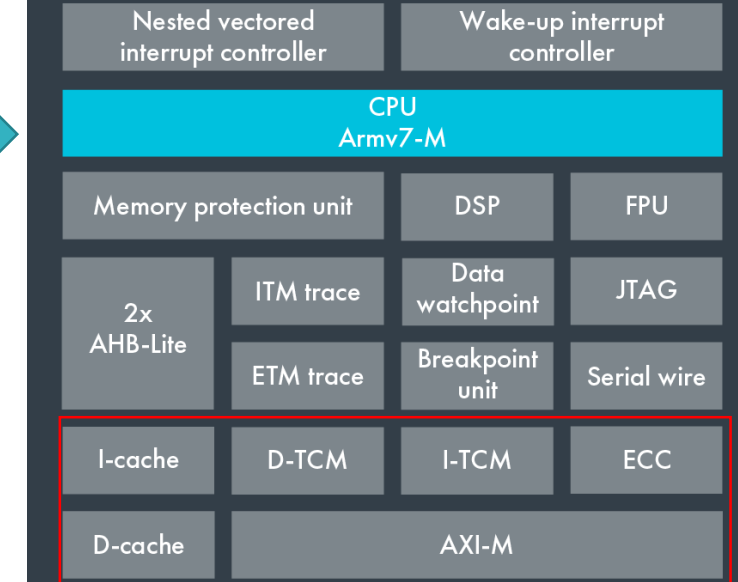 Nested vectored
interrupt controller
Wake-up interrupt
controller
CPU
Armv7-M
Memory protection unit
DSP
FPU
2x
AHB-Lite
ITM trace
Data
watchpoint
JTAG
ETM trace
Breakpoint
unit
Serial wire
I-cache
D-TCM
I-TCM
ECC
D-cache
AXI-M